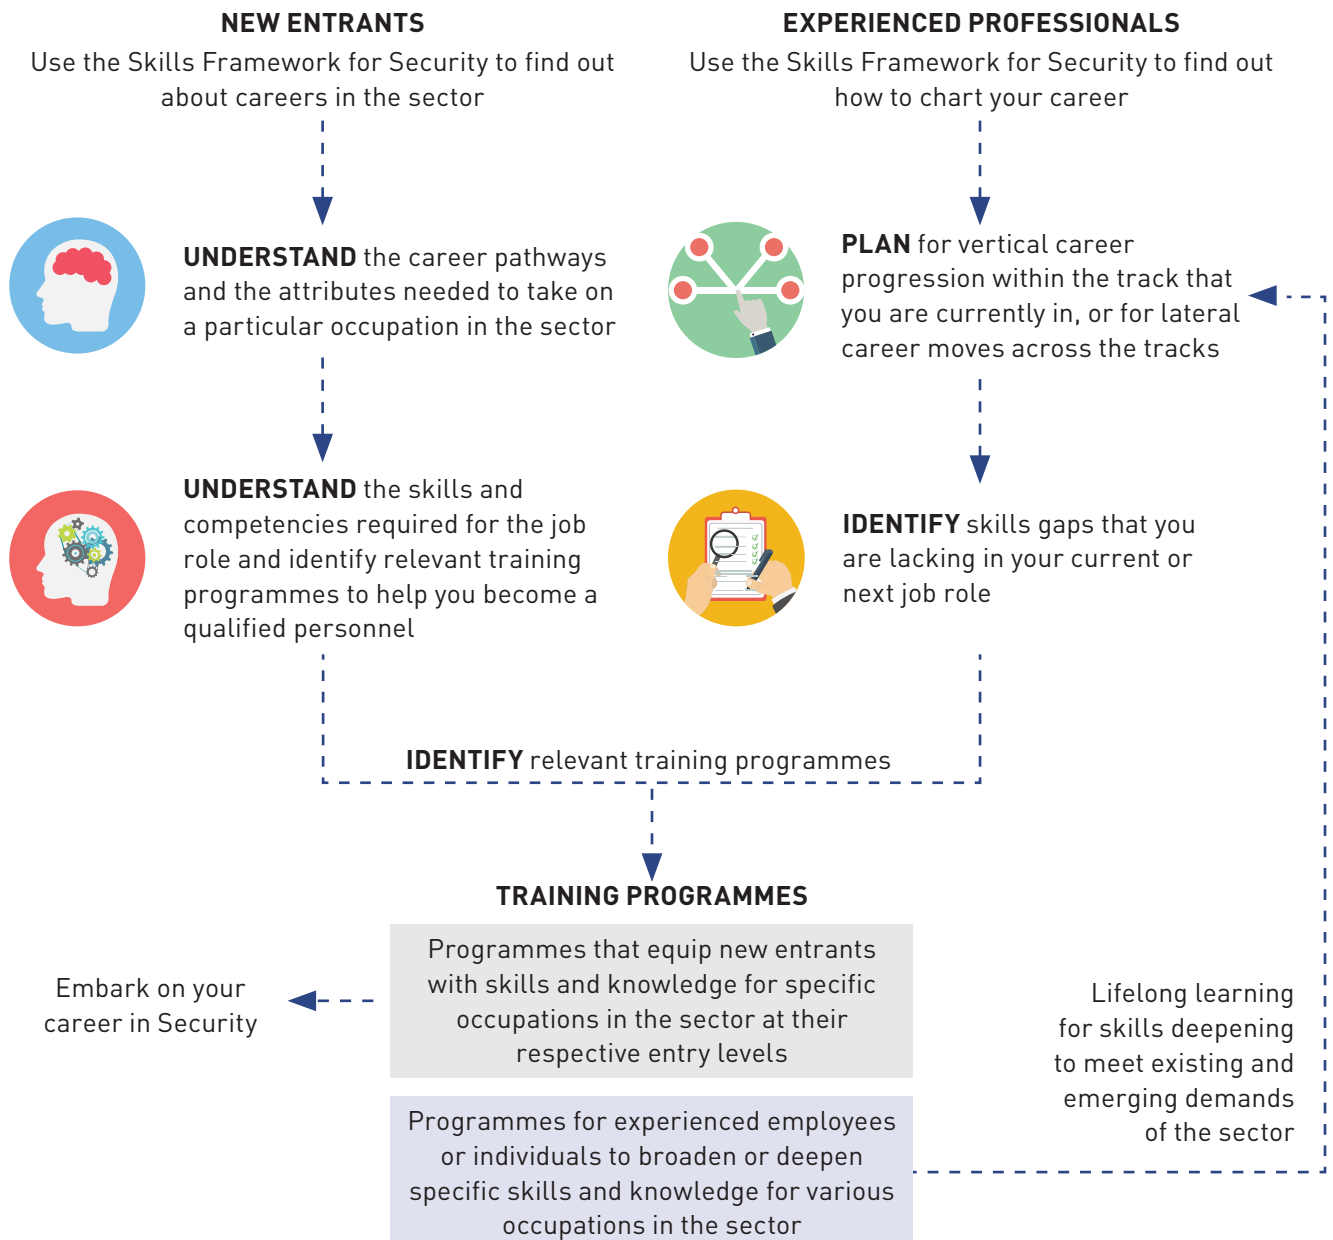 NEW ENTRANTS
Use the Skills Framework for Security to find out
about careers in the sector
UNDERSTAND the career pathways
and the attributes needed to take on
a particular occupation in the sector
UNDERSTAND the skills and
competencies required for the job
role and identify relevant training
programmes to help you become a
qualified personnel
EXPERIENCED PROFESSIONALS
Use the Skills Framework for Security to find out
how to chart your career
PLAN for vertical career
progression within the track that
you are currently in, or for lateral
career moves across the tracks
IDENTIFY skills gaps that you
are lacking in your current or
next job role
IDENTIFY relevant training programmes
TRAINING PROGRAMMES
Programmes that equip new entrants
with skills and knowledge for specific
occupations in the sector at their
respective entry levels
Embark on your
career in Security
Programmes for experienced employees
or individuals to broaden or deepen
specific skills and knowledge for various
occupations in the sector
Lifelong learning
for skills deepening
to meet existing and
emerging demands
of the sector